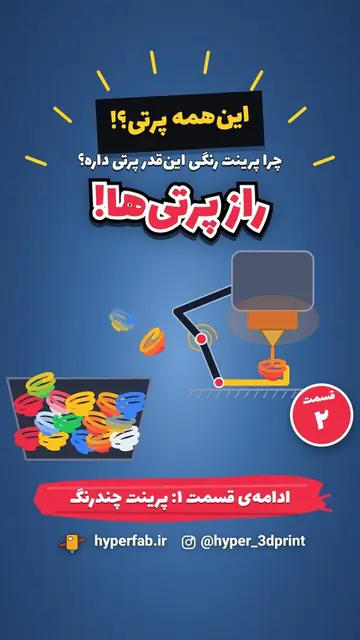 این‌همه پرتی؟!
چرا پرینت رنگی این‌قدر پرتی داره؟
راز پرتی‌ها!
قسمت
۲
ادامه‌ی قسمت ۱: پرینت چندرنگ
hyperfab.ir @hyper_3dprint